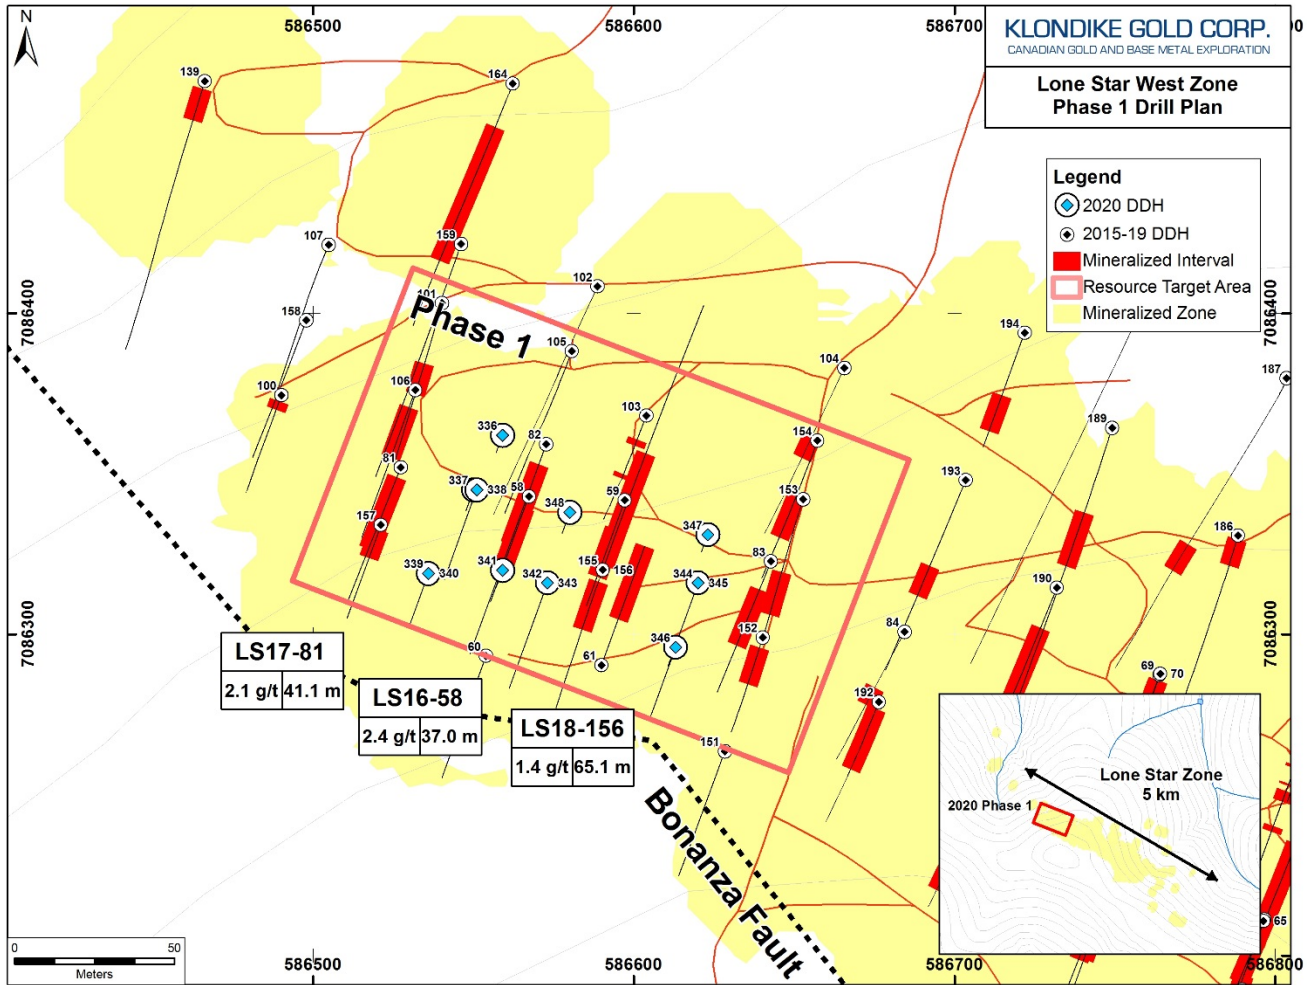 N
586500
586600
586700
00
KLONDIKE GOLD CORP.
CANADIAN GOLD AND BASE METAL EXPLORATION
Lone Star West Zone
Phase 1 Drill Plan
Legend
2020 DDH
2015-19 DDH
Mineralized Interval
Resource Target Area
Mineralized Zone
139
164
107
159
102
158
101
Phase 1
105
104
194
187
100
106
103
189
336
82
154
81
337
338
58
59
153
193
348
157
347
186
339
340
341
342
343
155
156
83
344
345
190
84
152
346
60
61
69
70
192
151
65
7086400
7086400
7086300
7086300
LS17-81
2.1 g/t 41.1 m
LS16-58
2.4 g/t 37.0 m
LS18-156
1.4 g/t 65.1 m
Bonanza Fault
Lone Star Zone
5 km
2020 Phase 1
0 50
Meters
586500
586600
586700
586800